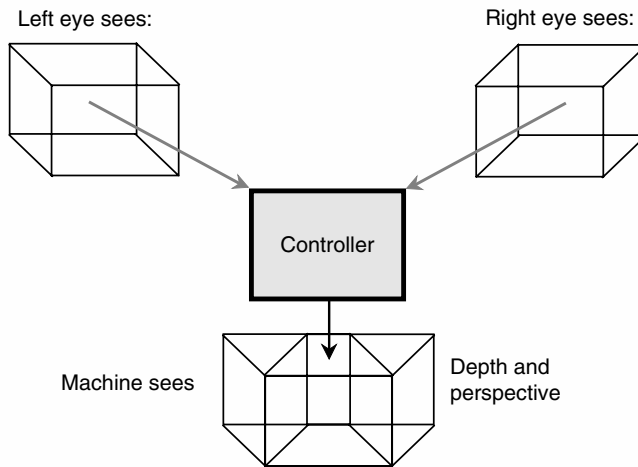 Left eye sees:
Right eye sees:
Controller
Machine sees
Depth and
perspective